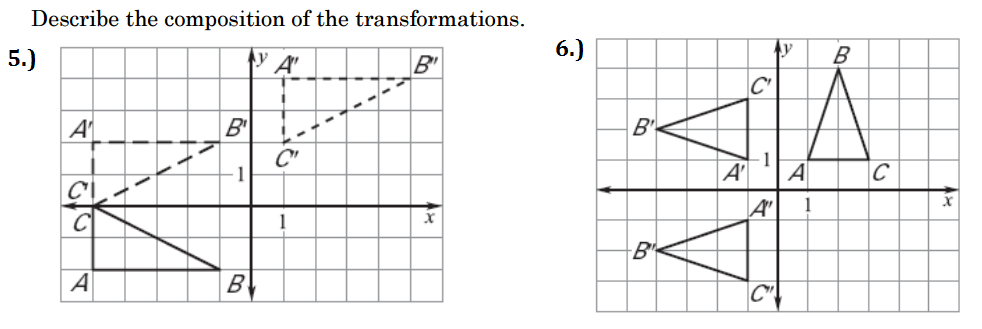 Describe the composition of the transformations.
5.)
y
A"
B"
A'
B'
C"
1
C'
C
1
x
A
B
6.)
y
B
C'
B'
1
A'
A
C
A"
1
x
B"
C"